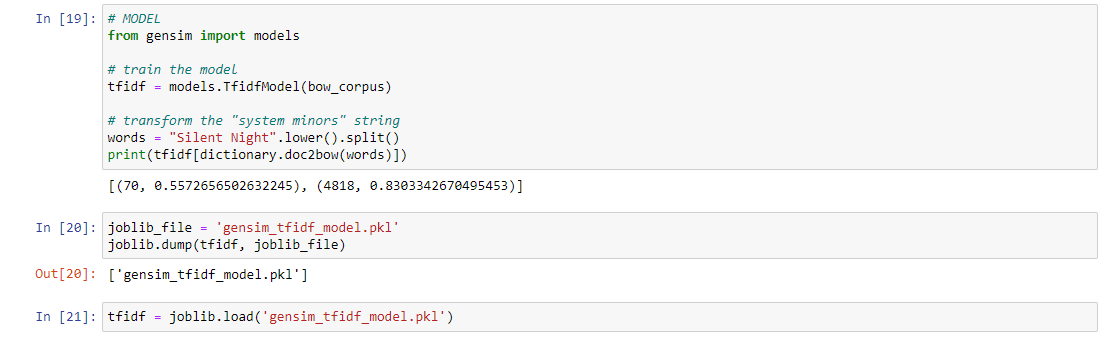 In [19]: # MODEL
from gensim import models
# train the model
tfidf = models.TfidfModel(bow_corpus)
# transform the "system minors" string
words = "Silent Night".lower().split()
print(tfidf[dictionary.doc2bow(words)])
[(70, 0.5572656502632245), (4818, 0.8303342670495453)]
In [20]: joblib_file = 'gensim_tfidf_model.pkl'
joblib.dump(tfidf, joblib_file)
Out[20]: ['gensim_tfidf_model.pkl']
In [21]: tfidf = joblib.load('gensim_tfidf_model.pkl')